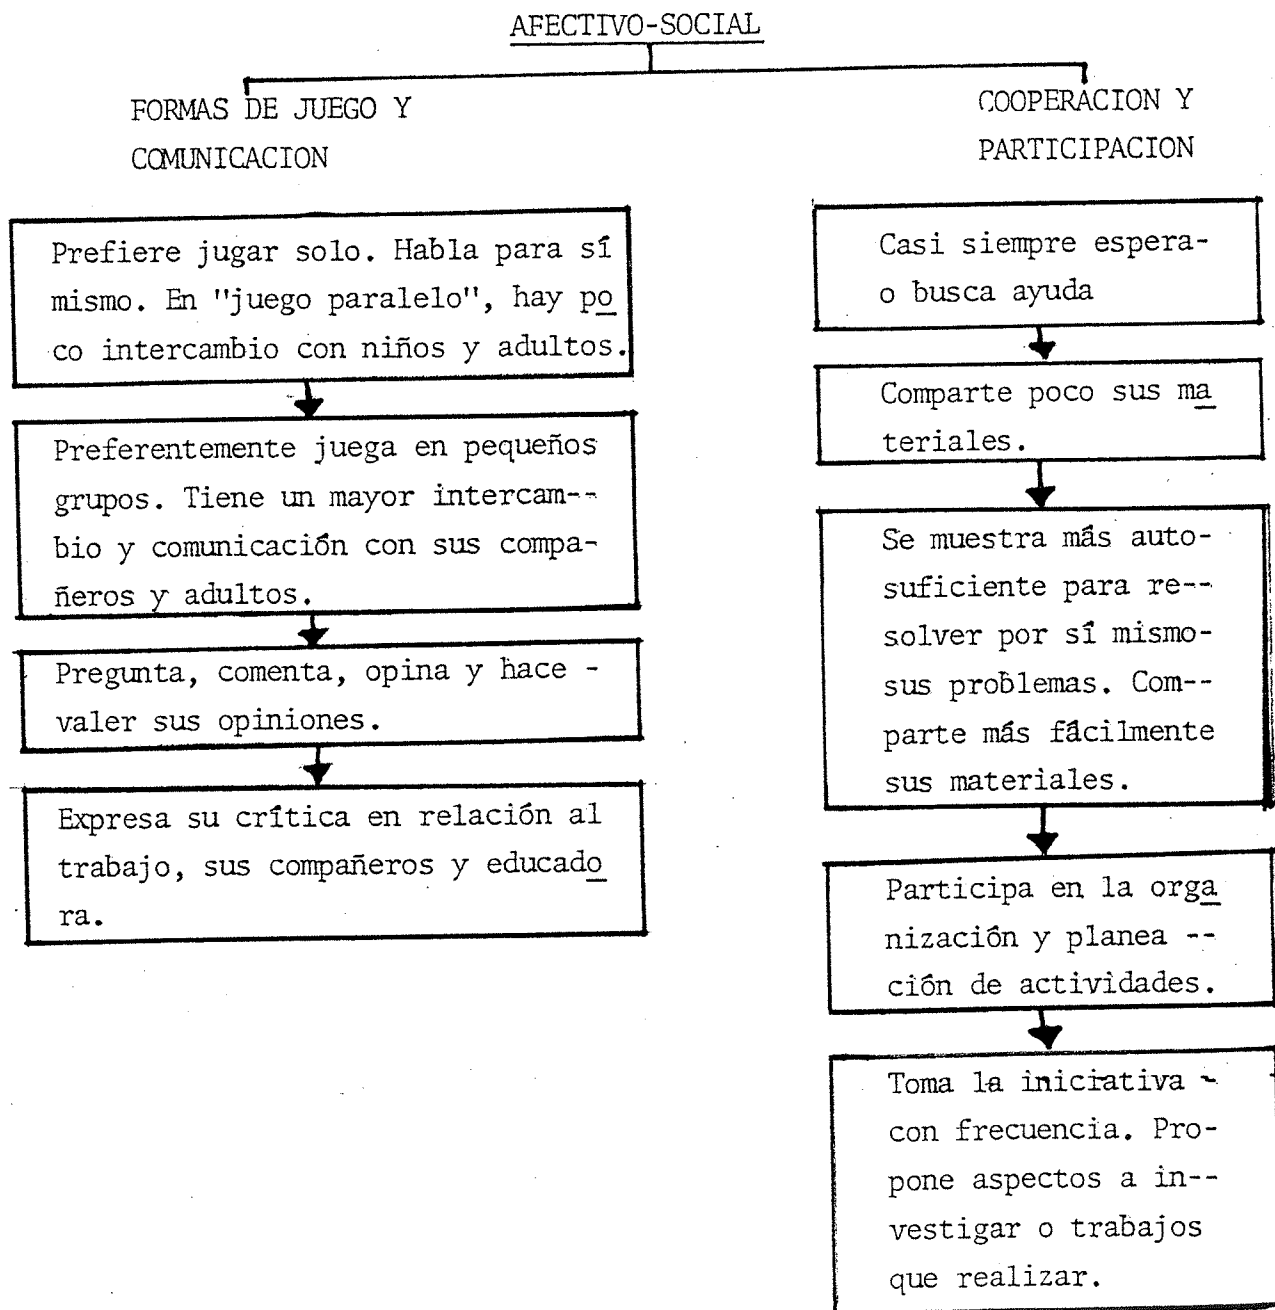 AFECTIVO-SOCIAL
FORMAS DE JUEGO Y
COMUNICACION
Prefiere jugar solo. Habla para sí
mismo. En "juego paralelo", hay po
co intercambio con niños y adultos.
Preferentemente juega en pequeños
grupos. Tiene un mayor intercam--
bio y comunicación con sus compa-
ñeros y adultos.
Pregunta, comenta, opina y hace -
valer sus opiniones.
Expresa su crítica en relación al
trabajo, sus compañeros y educado
ra.
COOPERACION Y
PARTICIPACION
Casi siempre espera-
o busca ayuda
Comparte poco sus ma
teriales.
Se muestra más auto-
suficiente para re--
solver por sí mismo-
sus problemas. Com--
parte más fácilmente
sus materiales.
Participa en la orga
nización y planea --
ción de actividades.
Toma la iniciativa -
con frecuencia. Pro-
pone aspectos a in--
vestigar o trabajos
que realizar.